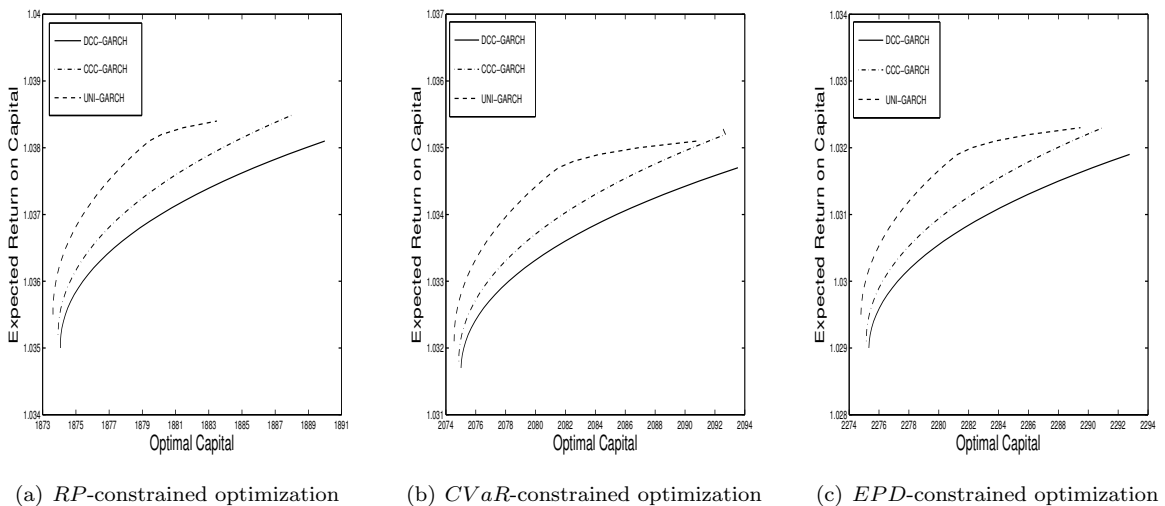 1.04
1.039
1.038
1.037
1.036
1.035
1.034
Expected Return on Capital
DCC-GARCH
CCC-GARCH
UNI-GARCH
1873 1875 1877 1879 1881 1883 1885 1887 1889 1891
Optimal Capital
(a) RP-constrained optimization
1.037
1.036
1.035
1.034
1.033
1.032
1.031
Expected Return on Capital
DCC-GARCH
CCC-GARCH
UNI-GARCH
2074 2076 2078 2080 2082 2084 2086 2088 2090 2092 2094
Optimal Capital
(b) CVaR-constrained optimization
1.034
1.033
1.032
1.031
1.03
1.029
1.028
Expected Return on Capital
DCC-GARCH
CCC-GARCH
UNI-GARCH
2274 2276 2278 2280 2282 2284 2286 2288 2290 2292 2294
Optimal Capital
(c) EPD-constrained optimization